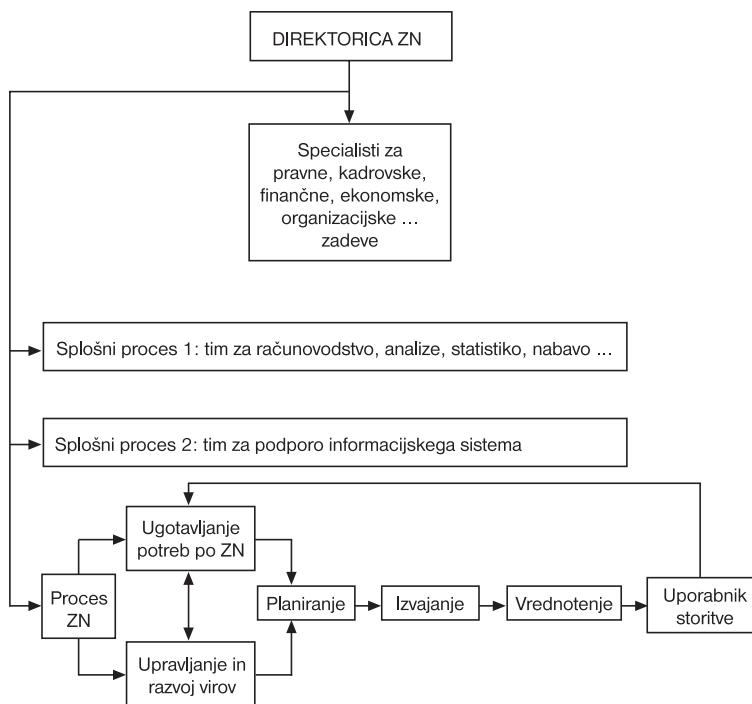 DIREKTORICA ZN
Specialisti za
pravne, kadrovske,
finančne, ekonomske,
organizacijske ...
zadeve
Splošni proces 1: tim za računovodstvo, analize, statistiko, nabavo ...
Splošni proces 2: tim za podporo informacijskega sistema
Ugotavljanje
potreb po ZN
Proces
ZN
Planiranje
Izvajanje
Vrednotenje
Uporabnik
storitve
Upravljanje in
razvoj virov